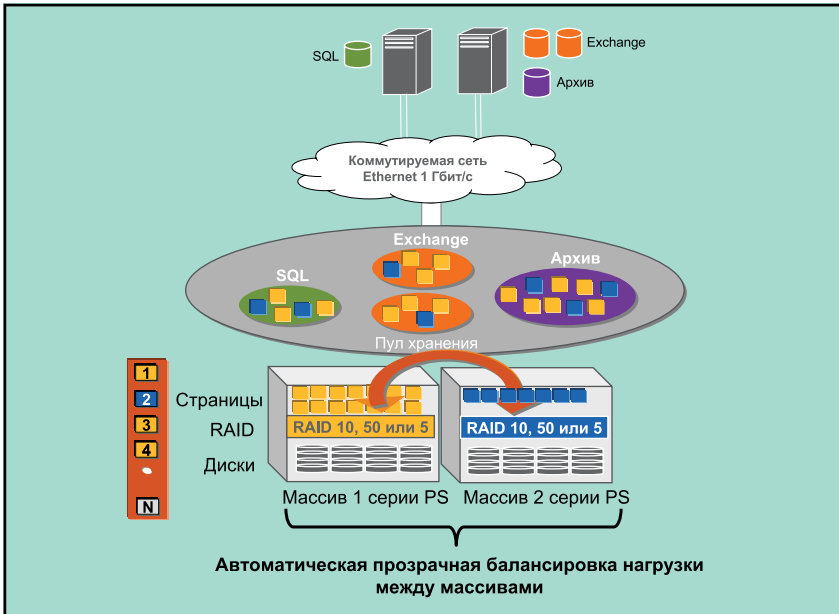 SQL
Exchange
Архив
Коммутируемая сеть
Ethernet 1 Гбит/с
Exchange
SQL
Архив
Пул хранения
1
2
3
4
N
Страницы
RAID
Диски
RAID 10, 50 или 5
RAID 10, 50 или 5
Массив 1 серии PS
Массив 2 серии PS
Автоматическая прозрачная балансировка нагрузки
между массивами